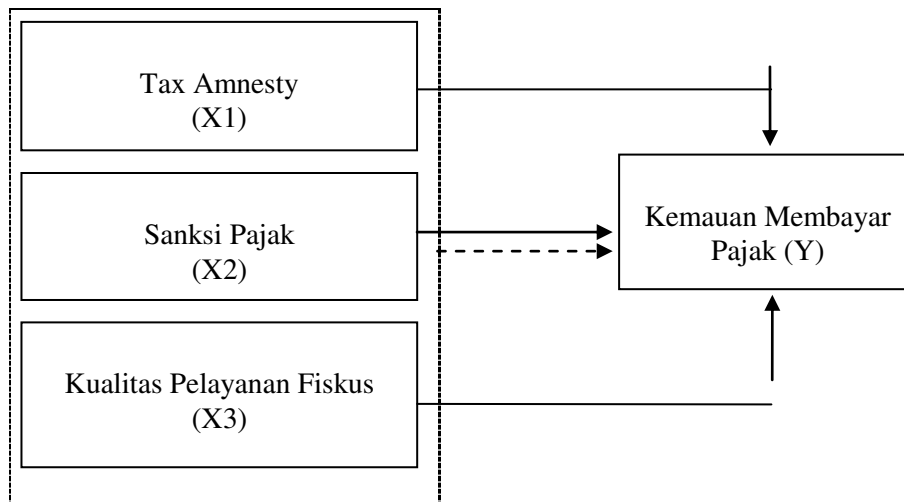 Tax Amnesty
(X1)
Sanksi Pajak
(X2)
Kualitas Pelayanan Fiskus
(X3)
Kemauan Membayar
Pajak (Y)